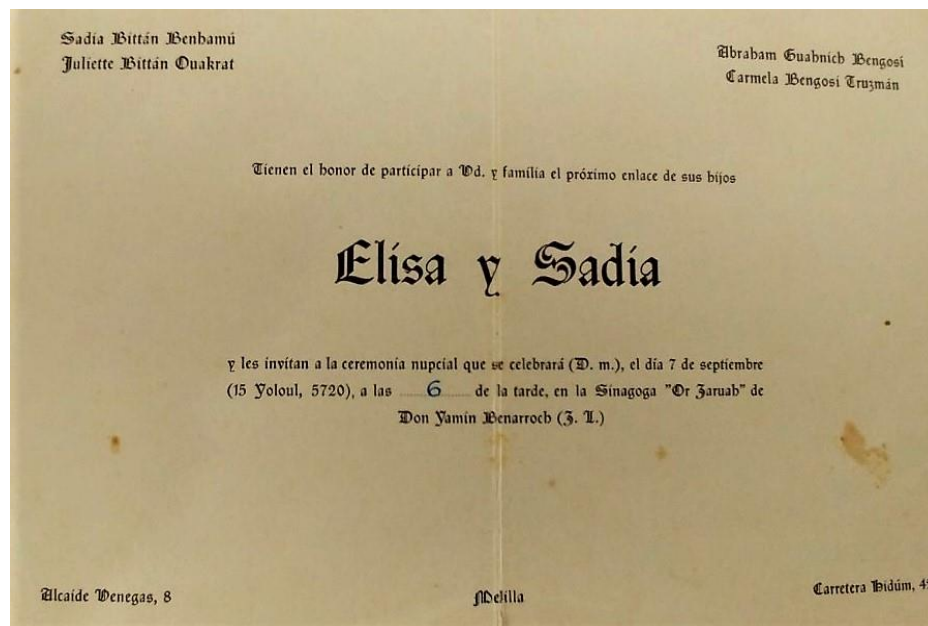 Sadia Bittán Benhamú
Juliette Bittán Ouakrat
Abraham Guahnich Bengosi
Carmela Bengosi Truzmán
Tienen el honor de participar a Vd. y familia el próximo enlace de sus hijos
Elisa y Sadia
y les invitan a la ceremonia nupcial que se celebrará (D. m.), el día 7 de septiembre
(15 Yoloul, 5720), a las 6 de la tarde, en la Sinagoga "Or Zaruah" de
Don Yamin Benarroch (Z. L.)
Alcaide Venegas, 8
Melilla
Carretera Hidúm,